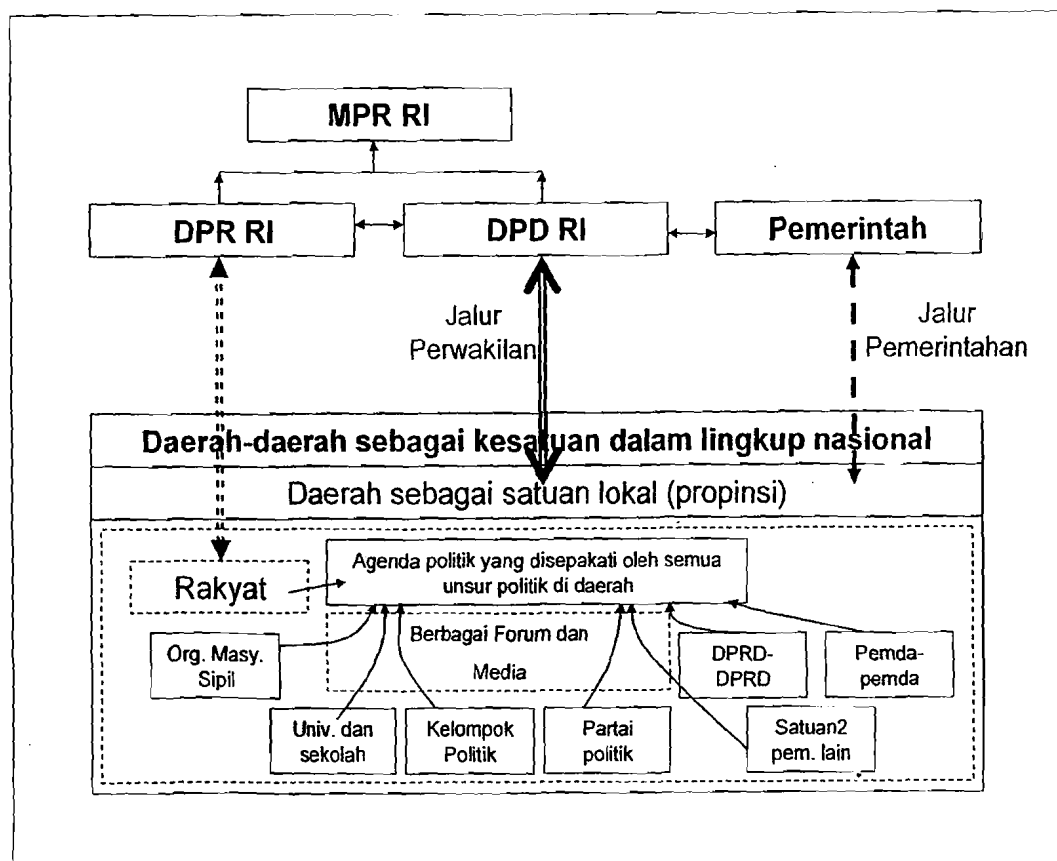 MPR RI
DPR RI
DPD RI
Pemerintah
Jalur
Perwakilan
Jalur
Pemerintahan
Daerah-daerah sebagai kesatuan dalam lingkup nasional
Daerah sebagai satuan lokal (propinsi)
Rakyat
Agenda politik yang disepakati oleh semua
unsur politik di daerah
Org. Masy.
Sipil
Berbagai Forum dan
Media
DPRD-
DPRD
Pemda-
pemda
Univ. dan
sekolah
Kelompok
Politik
Partai
politik
Satuan2
pem. lain